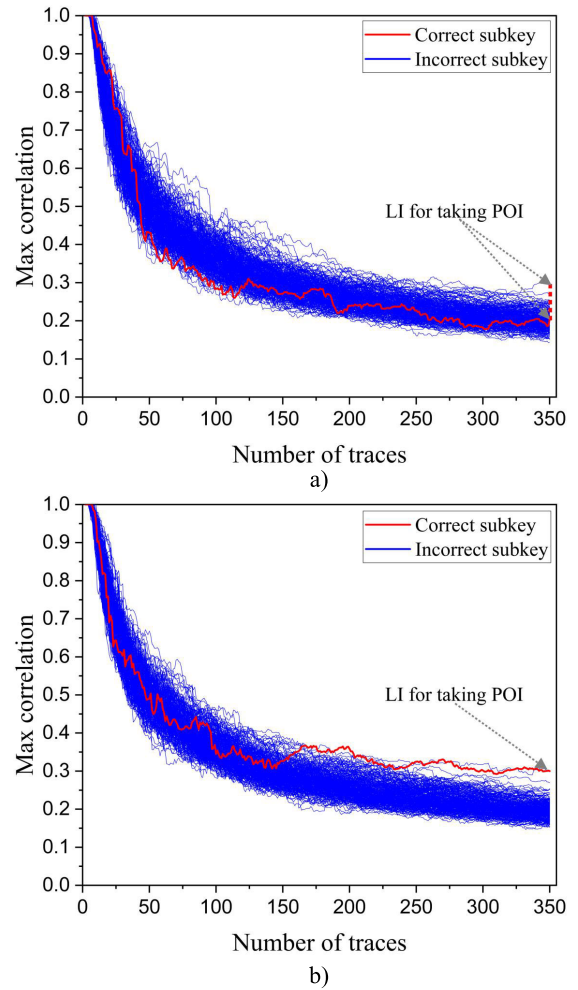 Correct subkey
Incorrect subkey
LI for taking POI
Max correlation
1.0
0.9
0.8
0.7
0.6
0.5
0.4
0.3
0.2
0.1
0.0
0 50 100 150 200 250 300 350
Number of traces
a)
Correct subkey
Incorrect subkey
LI for taking POI
Max correlation
1.0
0.9
0.8
0.7
0.6
0.5
0.4
0.3
0.2
0.1
0.0
0 50 100 150 200 250 300 350
Number of traces
b)